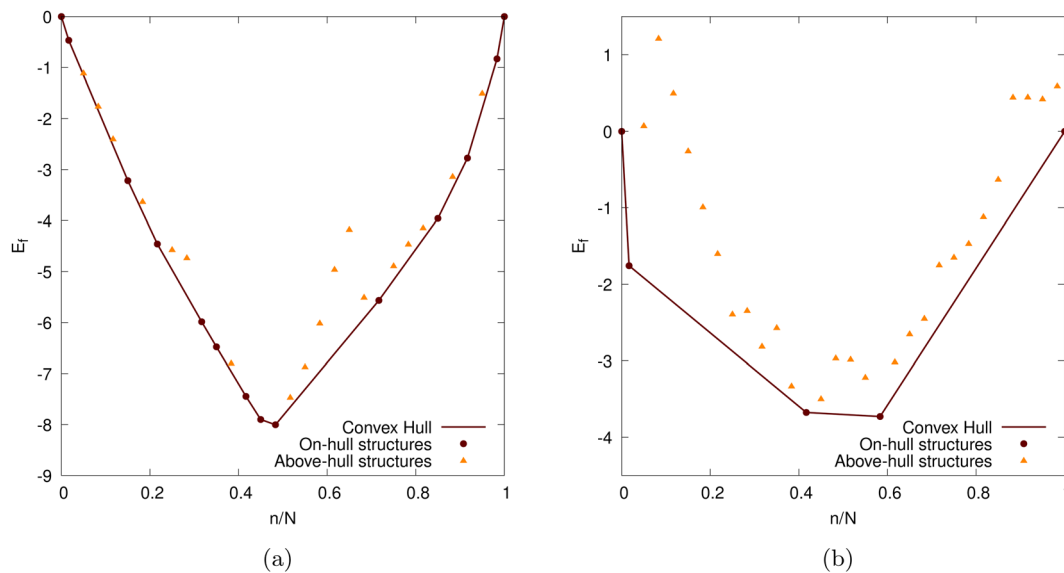 0
-1
-2
-3
-4
-5
-6
-7
-8
-9
E_f
0
0.2
0.4
0.6
0.8
1
n/N
Convex Hull
On-hull structures
Above-hull structures
(a)
1
0
-1
-2
-3
-4
E_f
0
0.2
0.4
0.6
0.8
n/N
Convex Hull
On-hull structures
Above-hull structures
(b)